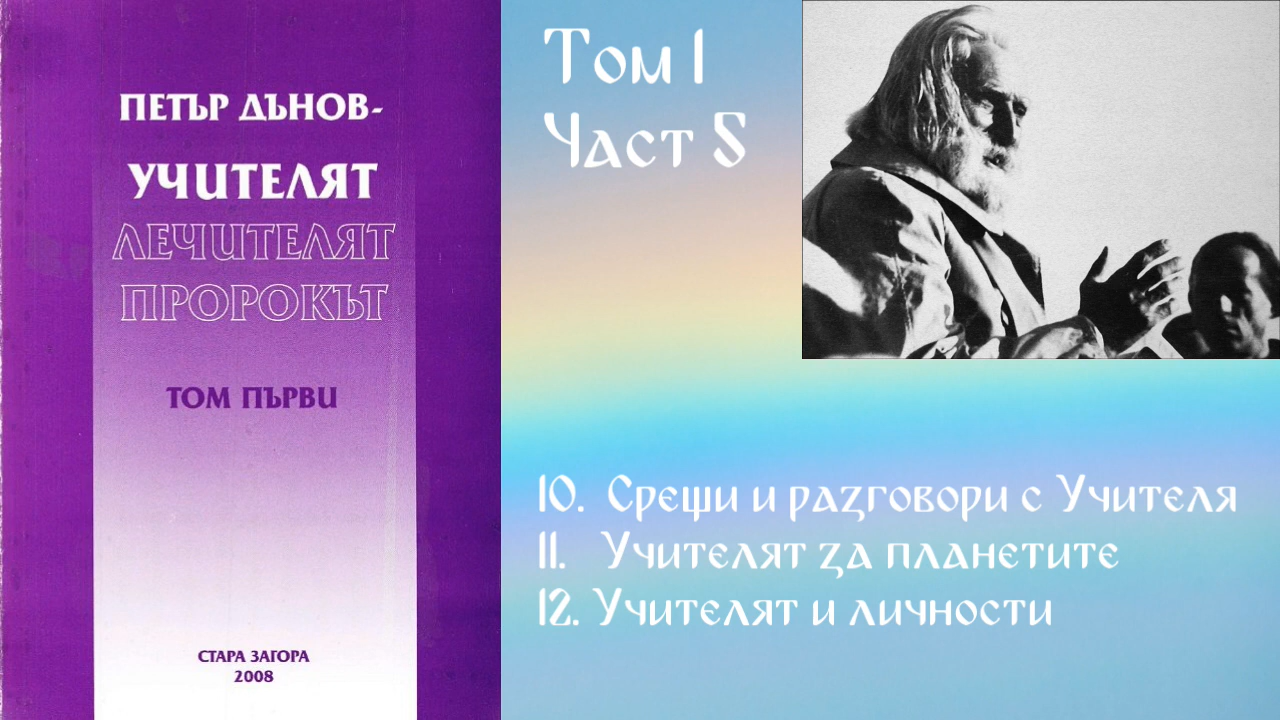 ПЕТЪР ДЪНОВ-
УЧИТЕЛЯТ
ЛЕЧИТЕЛЯТ
ПРОРОКЪТ
ТОМ ПЪРВИ
СТАРА ЗАГОРА
2008
Том 1
Част 5
10. Срещи и разговори с Учителя
11. Учителят за планетите
12. Учителят и личности